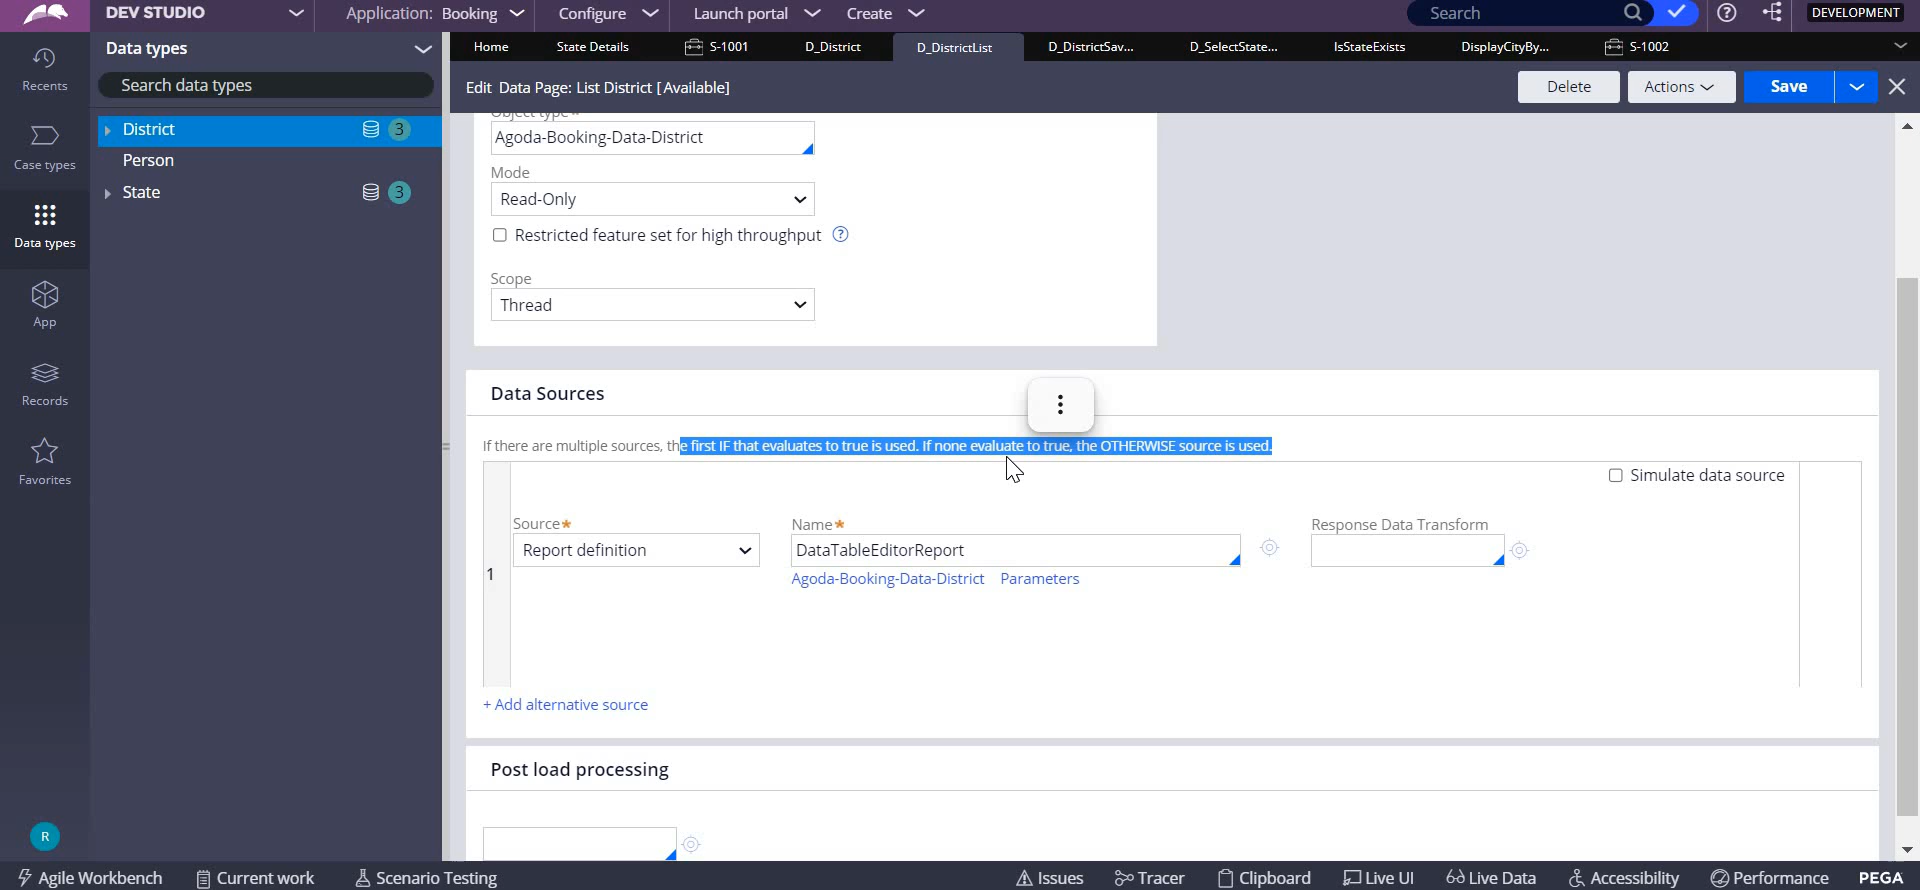 DEV STUDIO
Application: Booking
Configure
Launch portal
Create
Search
DEVELOPMENT
Recents
Case types
Data types
App
Records
Favorites
R
Data types
Search data types
District 3
Person
State 3
Home
State Details
S-1001
D_District
D_DistrictList
D_DistrictSav...
D_SelectState...
IsStateExists
DisplayCityBy...
S-1002
Edit Data Page: List District [Available]
Delete
Actions
Save
Object type*
Agoda-Booking-Data-District
Mode
Read-Only
Restricted feature set for high throughput ?
Scope
Thread
Data Sources
If there are multiple sources, the first IF that evaluates to true is used. If none evaluate to true, the OTHERWISE source is used.
Simulate data source
1
Source*
Report definition
Name*
DataTableEditorReport
Agoda-Booking-Data-District Parameters
Response Data Transform
+ Add alternative source
Post load processing
Agile Workbench
Current work
Scenario Testing
Issues
Tracer
Clipboard
Live UI
Live Data
Accessibility
Performance
PEGA